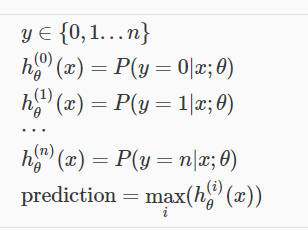 y ∈ {0, 1...n}
h_θ^(0)(x) = P(y = 0|x; θ)
h_θ^(1)(x) = P(y = 1|x; θ)
...
h_θ^(n)(x) = P(y = n|x; θ)
prediction = max_i(h_θ^(i)(x))